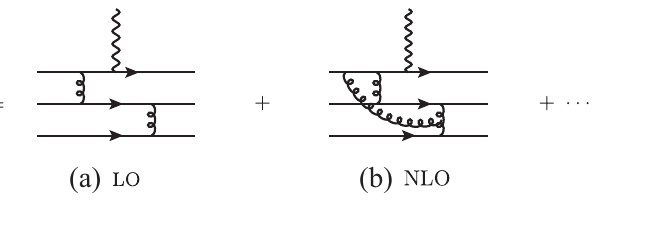 = + + ···
(a) LO (b) NLO